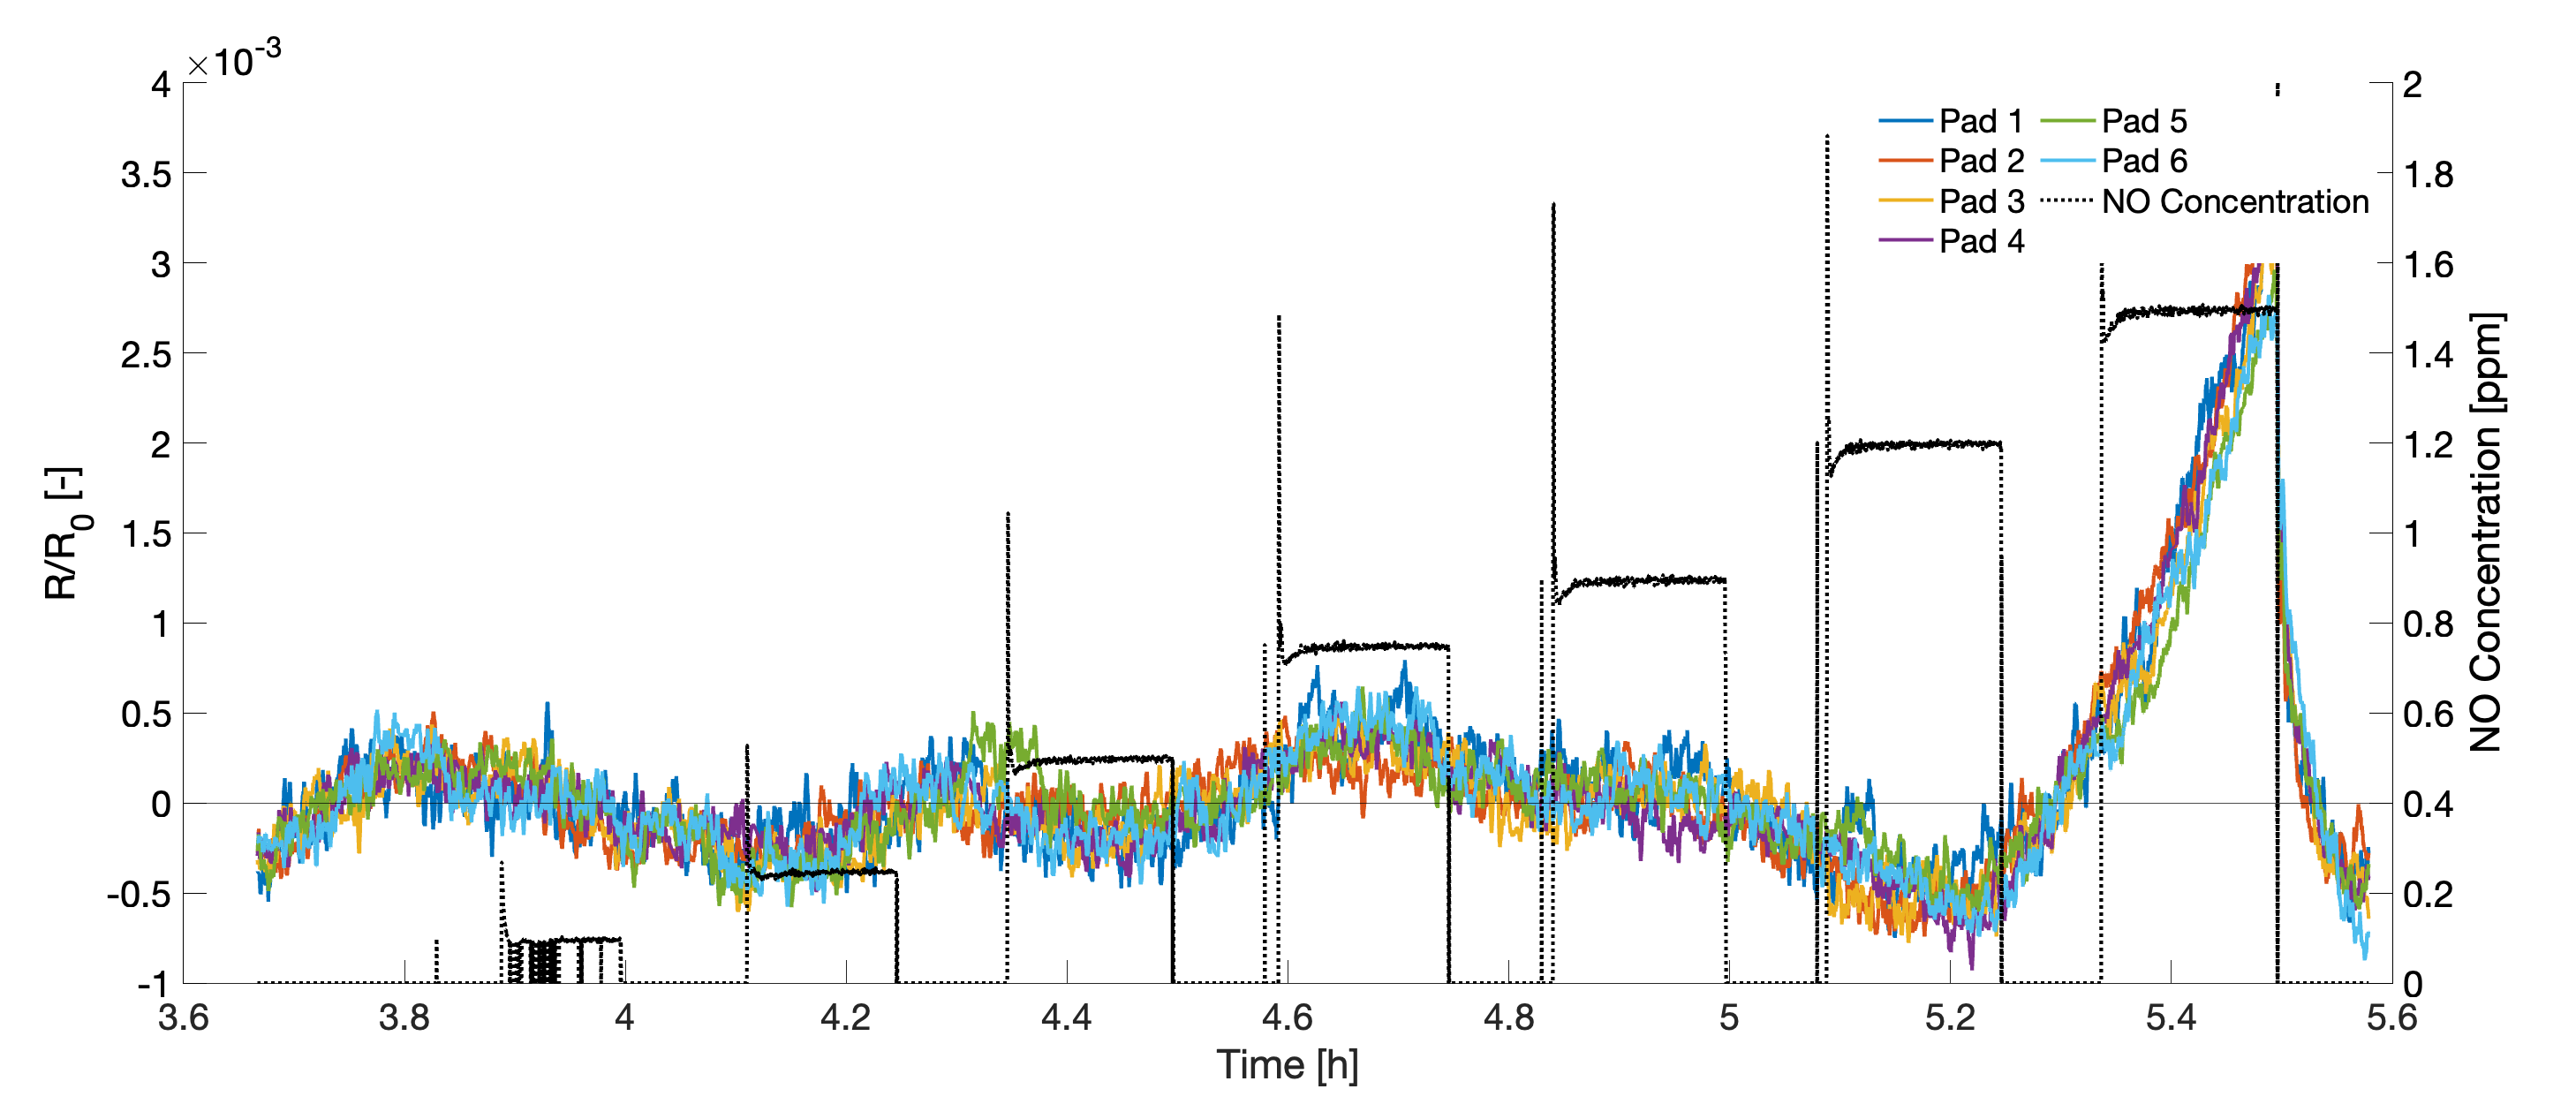 ×10-3
4
3.5
3
2.5
2
1.5
1
0.5
0
-0.5
-1
R/R0 [-]
2
1.8
1.6
1.4
1.2
1
0.8
0.6
0.4
0.2
0
NO Concentration [ppm]
Pad 1
Pad 2
Pad 3
Pad 4
Pad 5
Pad 6
NO Concentration
3.6 3.8 4 4.2 4.4 4.6 4.8 5 5.2 5.4 5.6
Time [h]